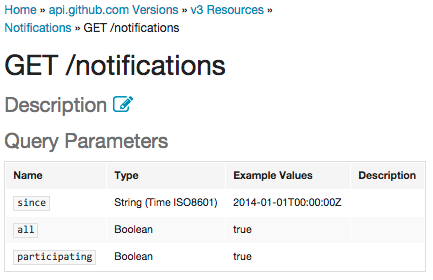 Home » api.github.com Versions » v3 Resources »
Notifications » GET /notifications
GET /notifications
Description
Query Parameters
Name Type Example Values Description
since String (Time ISO8601) 2014-01-01T00:00:00Z
all Boolean true
participating Boolean true